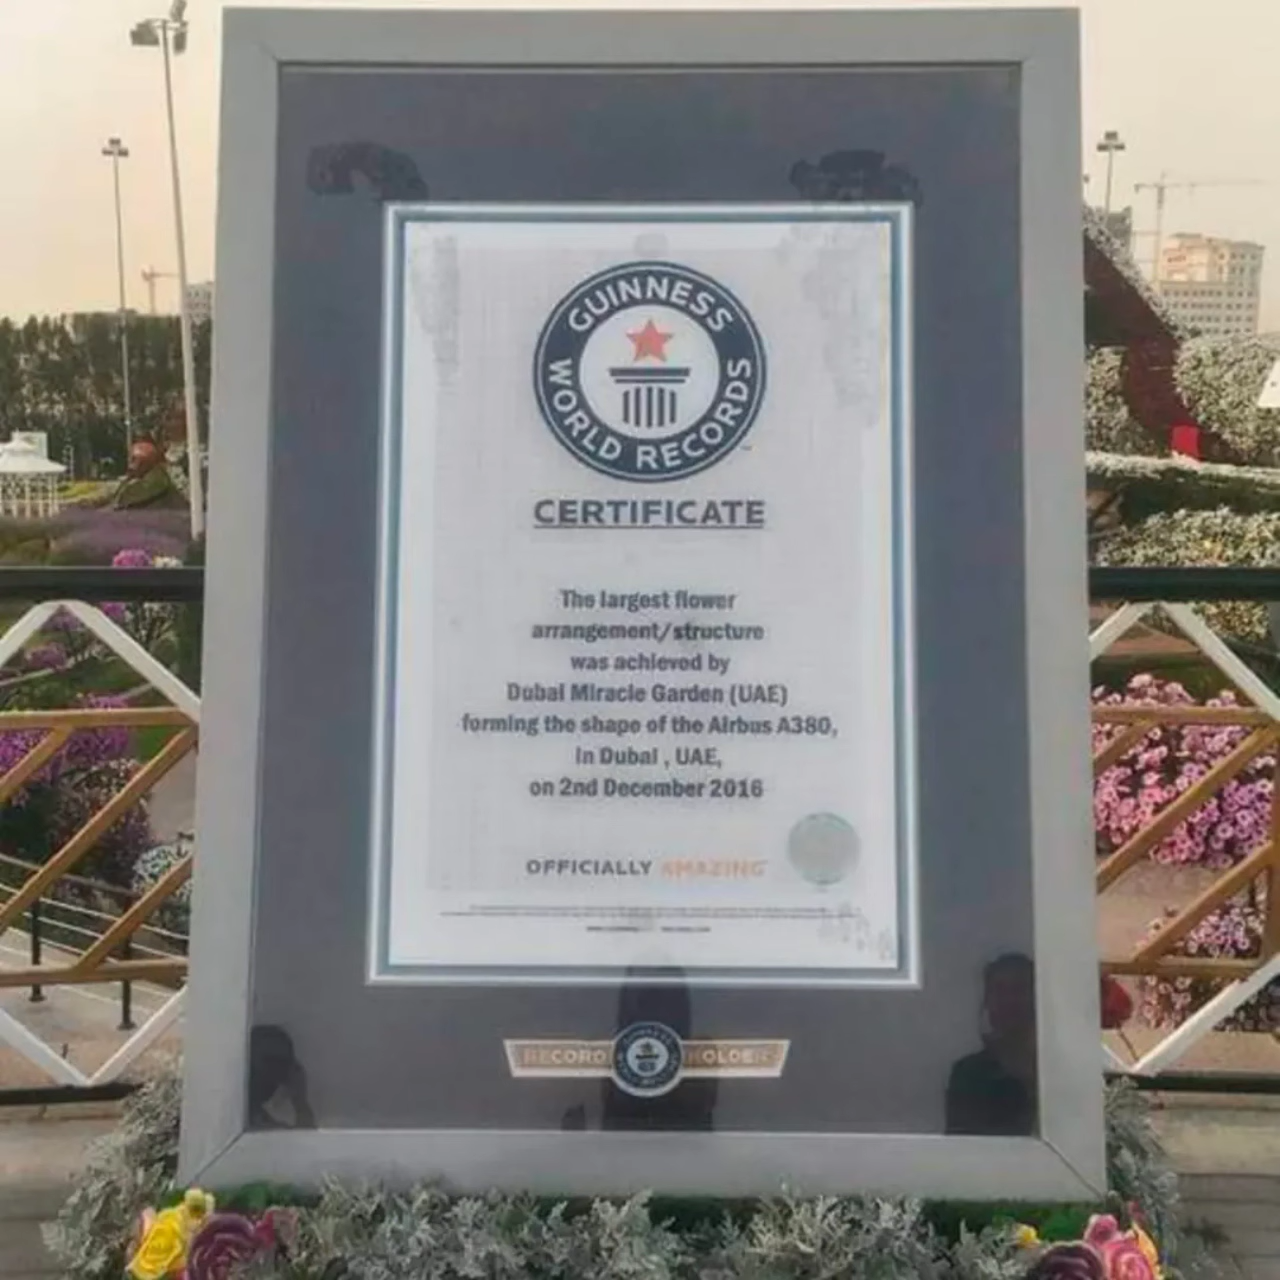 GUINNESS
WORLD RECORDS
CERTIFICATE
The largest flower
arrangement/structure
was achieved by
Dubai Miracle Garden (UAE)
forming the shape of the Airbus A380,
in Dubai , UAE,
on 2nd December 2016
OFFICIALLY AMAZING
RECORD HOLDER